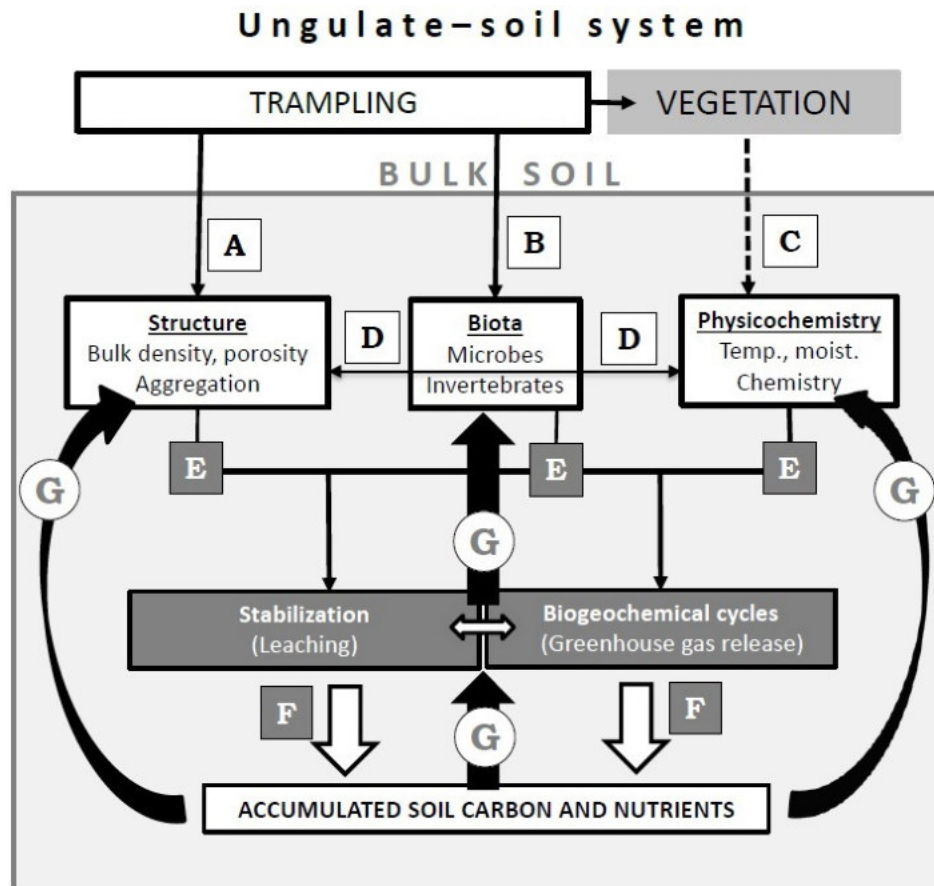 Ungulate–soil system
TRAMPLING
VEGETATION
BULK SOIL
A
B
C
Structure
Bulk density, porosity
Aggregation
D
Biota
Microbes
Invertebrates
D
Physicochemistry
Temp., moist.
Chemistry
E
E
E
G
G
G
Stabilization
(Leaching)
Biogeochemical cycles
(Greenhouse gas release)
F
G
F
ACCUMULATED SOIL CARBON AND NUTRIENTS